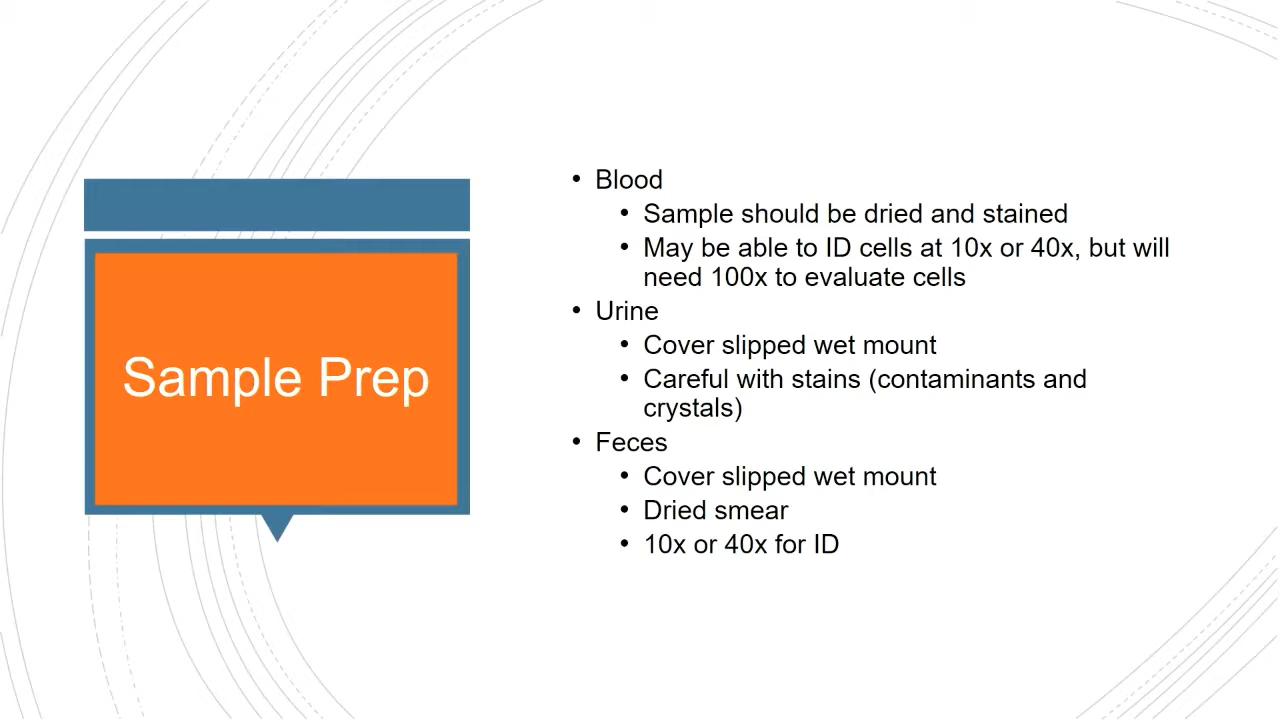 Sample Prep
• Blood
• Sample should be dried and stained
• May be able to ID cells at 10x or 40x, but will
need 100x to evaluate cells
• Urine
• Cover slipped wet mount
• Careful with stains (contaminants and
crystals)
• Feces
• Cover slipped wet mount
• Dried smear
• 10x or 40x for ID